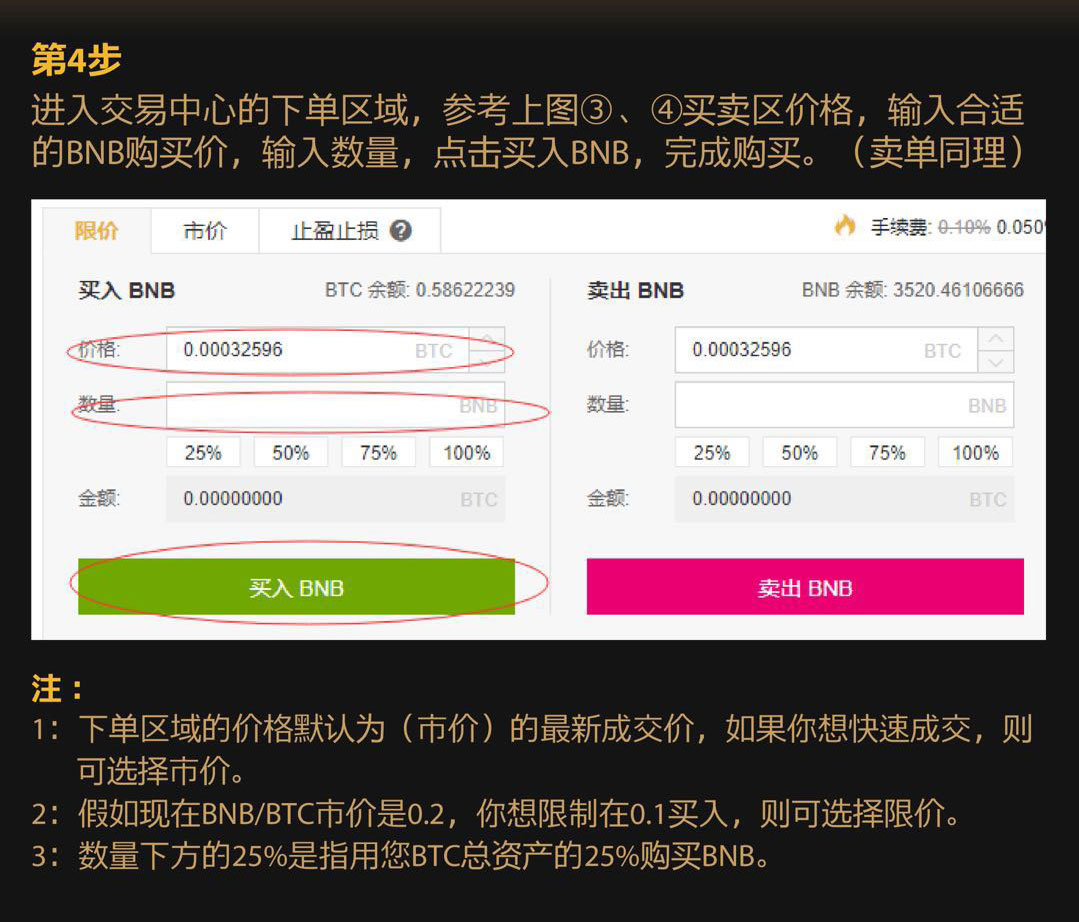 第4步
进入交易中心的下单区域，参考上图③、④买卖区价格，输入合适
的BNB购买价，输入数量，点击买入BNB，完成购买。（卖单同理）
限价 市价 止盈止损 ? 手续费: 0.10% 0.050
买入 BNB BTC 余额: 0.58622239 卖出 BNB BNB 余额: 3520.46106666
价格: 0.00032596 BTC 价格: 0.00032596 BTC
数量: BNB 数量: BNB
25% 50% 75% 100% 25% 50% 75% 100%
金额: 0.00000000 BTC 金额: 0.00000000 BTC
买入 BNB 卖出 BNB
注：
1：下单区域的价格默认为（市价）的最新成交价，如果你想快速成交，则
可选择市价。
2：假如现在BNB/BTC市价是0.2，你想限制在0.1买入，则可选择限价。
3：数量下方的25%是指用您BTC总资产的25%购买BNB。